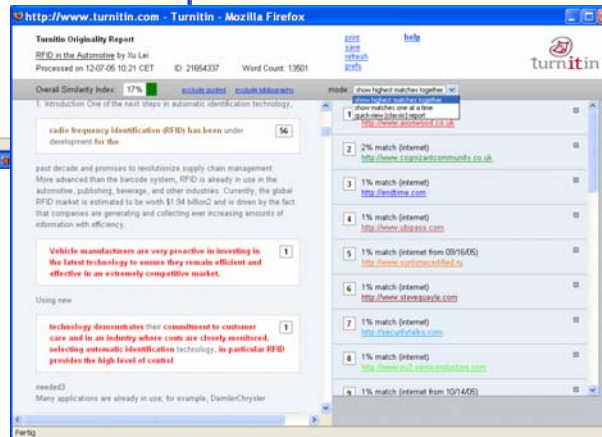 http://www.turnitin.com - Turnitin - Mozilla Firefox
Turnitin Originality Report
RFID in the Automotive by Xu Lei
Processed on 12-07-05 10:21 CET ID: 21654337 Word Count: 13501
print
save
refresh
prefs
help
turnitin
Overall Similarity Index: 17% exclude quoted exclude bibliography
mode: show highest matches together
show highest matches together
show matches one at a time
quick view (classic) report
1. Introduction One of the next steps in automatic identification technology,
radio frequency identification (RFID) has been under 56
development for the
past decade and promises to revolutionize supply chain management.
More advanced than the barcode system, RFID is already in use in the
automotive, publishing, beverage, and other industries. Currently, the global
RFID market is estimated to be worth $1.94 billion2 and is driven by the fact
that companies are generating and collecting ever increasing amounts of
information with efficiency.
Vehicle manufacturers are very proactive in investing in 1
the latest technology to ensure they remain efficient and
effective in an extremely competitive market.
Using new
technology demonstrates their commitment to customer 1
care and in an industry where costs are closely monitored,
selecting automatic identification technology, in particular RFID
provides the high level of control
needed3.
Many applications are already in use; for example, DaimlerChrysler
1
2 2% match (internet)
http://www.cognizantcommunity.co.uk
3 1% match (internet)
http://endtime.com
4 1% match (internet)
http://www.ubipass.com
5 1% match (internet from 09/16/05)
6 1% match (internet)
http://www.stevequayle.com
7 1% match (internet)
http://securitytalks.com
8 1% match (internet)
9 1% match (internet from 10/14/05)
Fertig